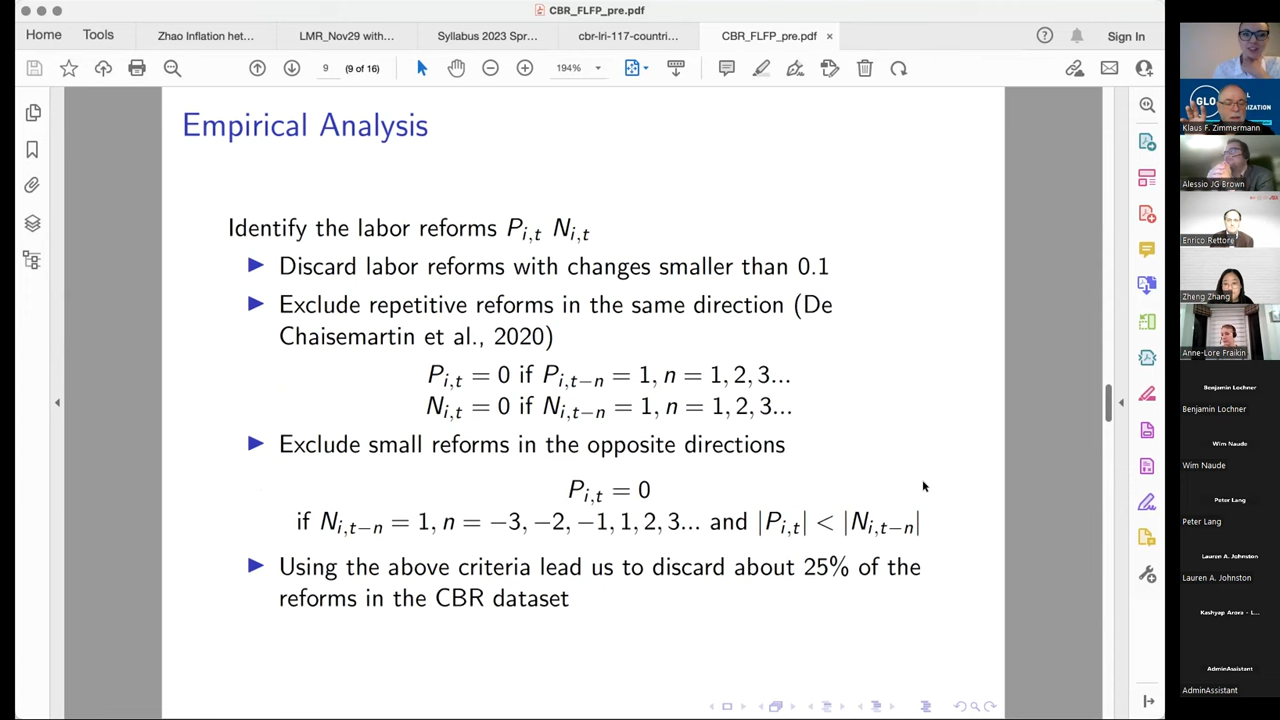 CBR_FLFP_pre.pdf
Home Tools Zhao Inflation het... LMR_Nov29 with... Syllabus 2023 Spr... cbr-lri-117-countri... CBR_FLFP_pre.pdf × Sign In
9 (9 of 16) 194%
Empirical Analysis
Identify the labor reforms P_{i,t} N_{i,t}
▶ Discard labor reforms with changes smaller than 0.1
▶ Exclude repetitive reforms in the same direction (De
Chaisemartin et al., 2020)
P_{i,t} = 0 if P_{i,t−n} = 1, n = 1, 2, 3...
N_{i,t} = 0 if N_{i,t−n} = 1, n = 1, 2, 3...
▶ Exclude small reforms in the opposite directions
P_{i,t} = 0
if N_{i,t−n} = 1, n = −3, −2, −1, 1, 2, 3... and |P_{i,t}| < |N_{i,t−n}|
▶ Using the above criteria lead us to discard about 25% of the
reforms in the CBR dataset
GLO
Klaus F. Zimmermann
Alessio JG Brown
Enrico Rettore
Zheng Zhang
Anne-Lore Fraikin
Benjamin Lochner
Benjamin Lochner
Wim Naude
Wim Naude
Peter Lang
Peter Lang
Lauren A. Johnston
Lauren A. Johnston
Kashyap Arora - L...
AdminAssistant
AdminAssistant